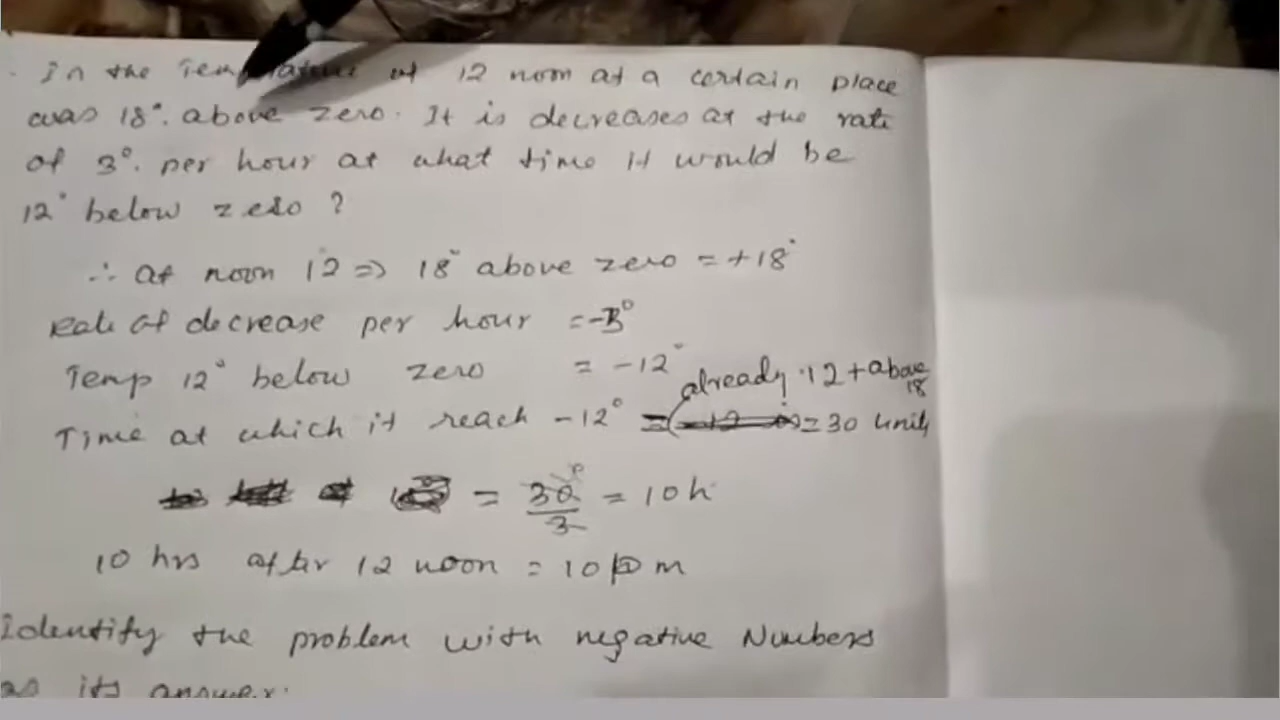 In the Temperature at 12 noon at a certain place
was 18°. above zero. It is decreases at the rate
of 3°. per hour at what time it would be
12° below zero ?
∴ at noon 12 => 18° above zero = +18°
Rate of decrease per hour = -3°
Temp 12° below zero = -12°
already 12 + above 18
Time at which it reach -12° = = 30 units
= 30/3 = 10h
10 hrs after 12 noon = 10 pm
Identify the problem with negative Numbers
as its answer.